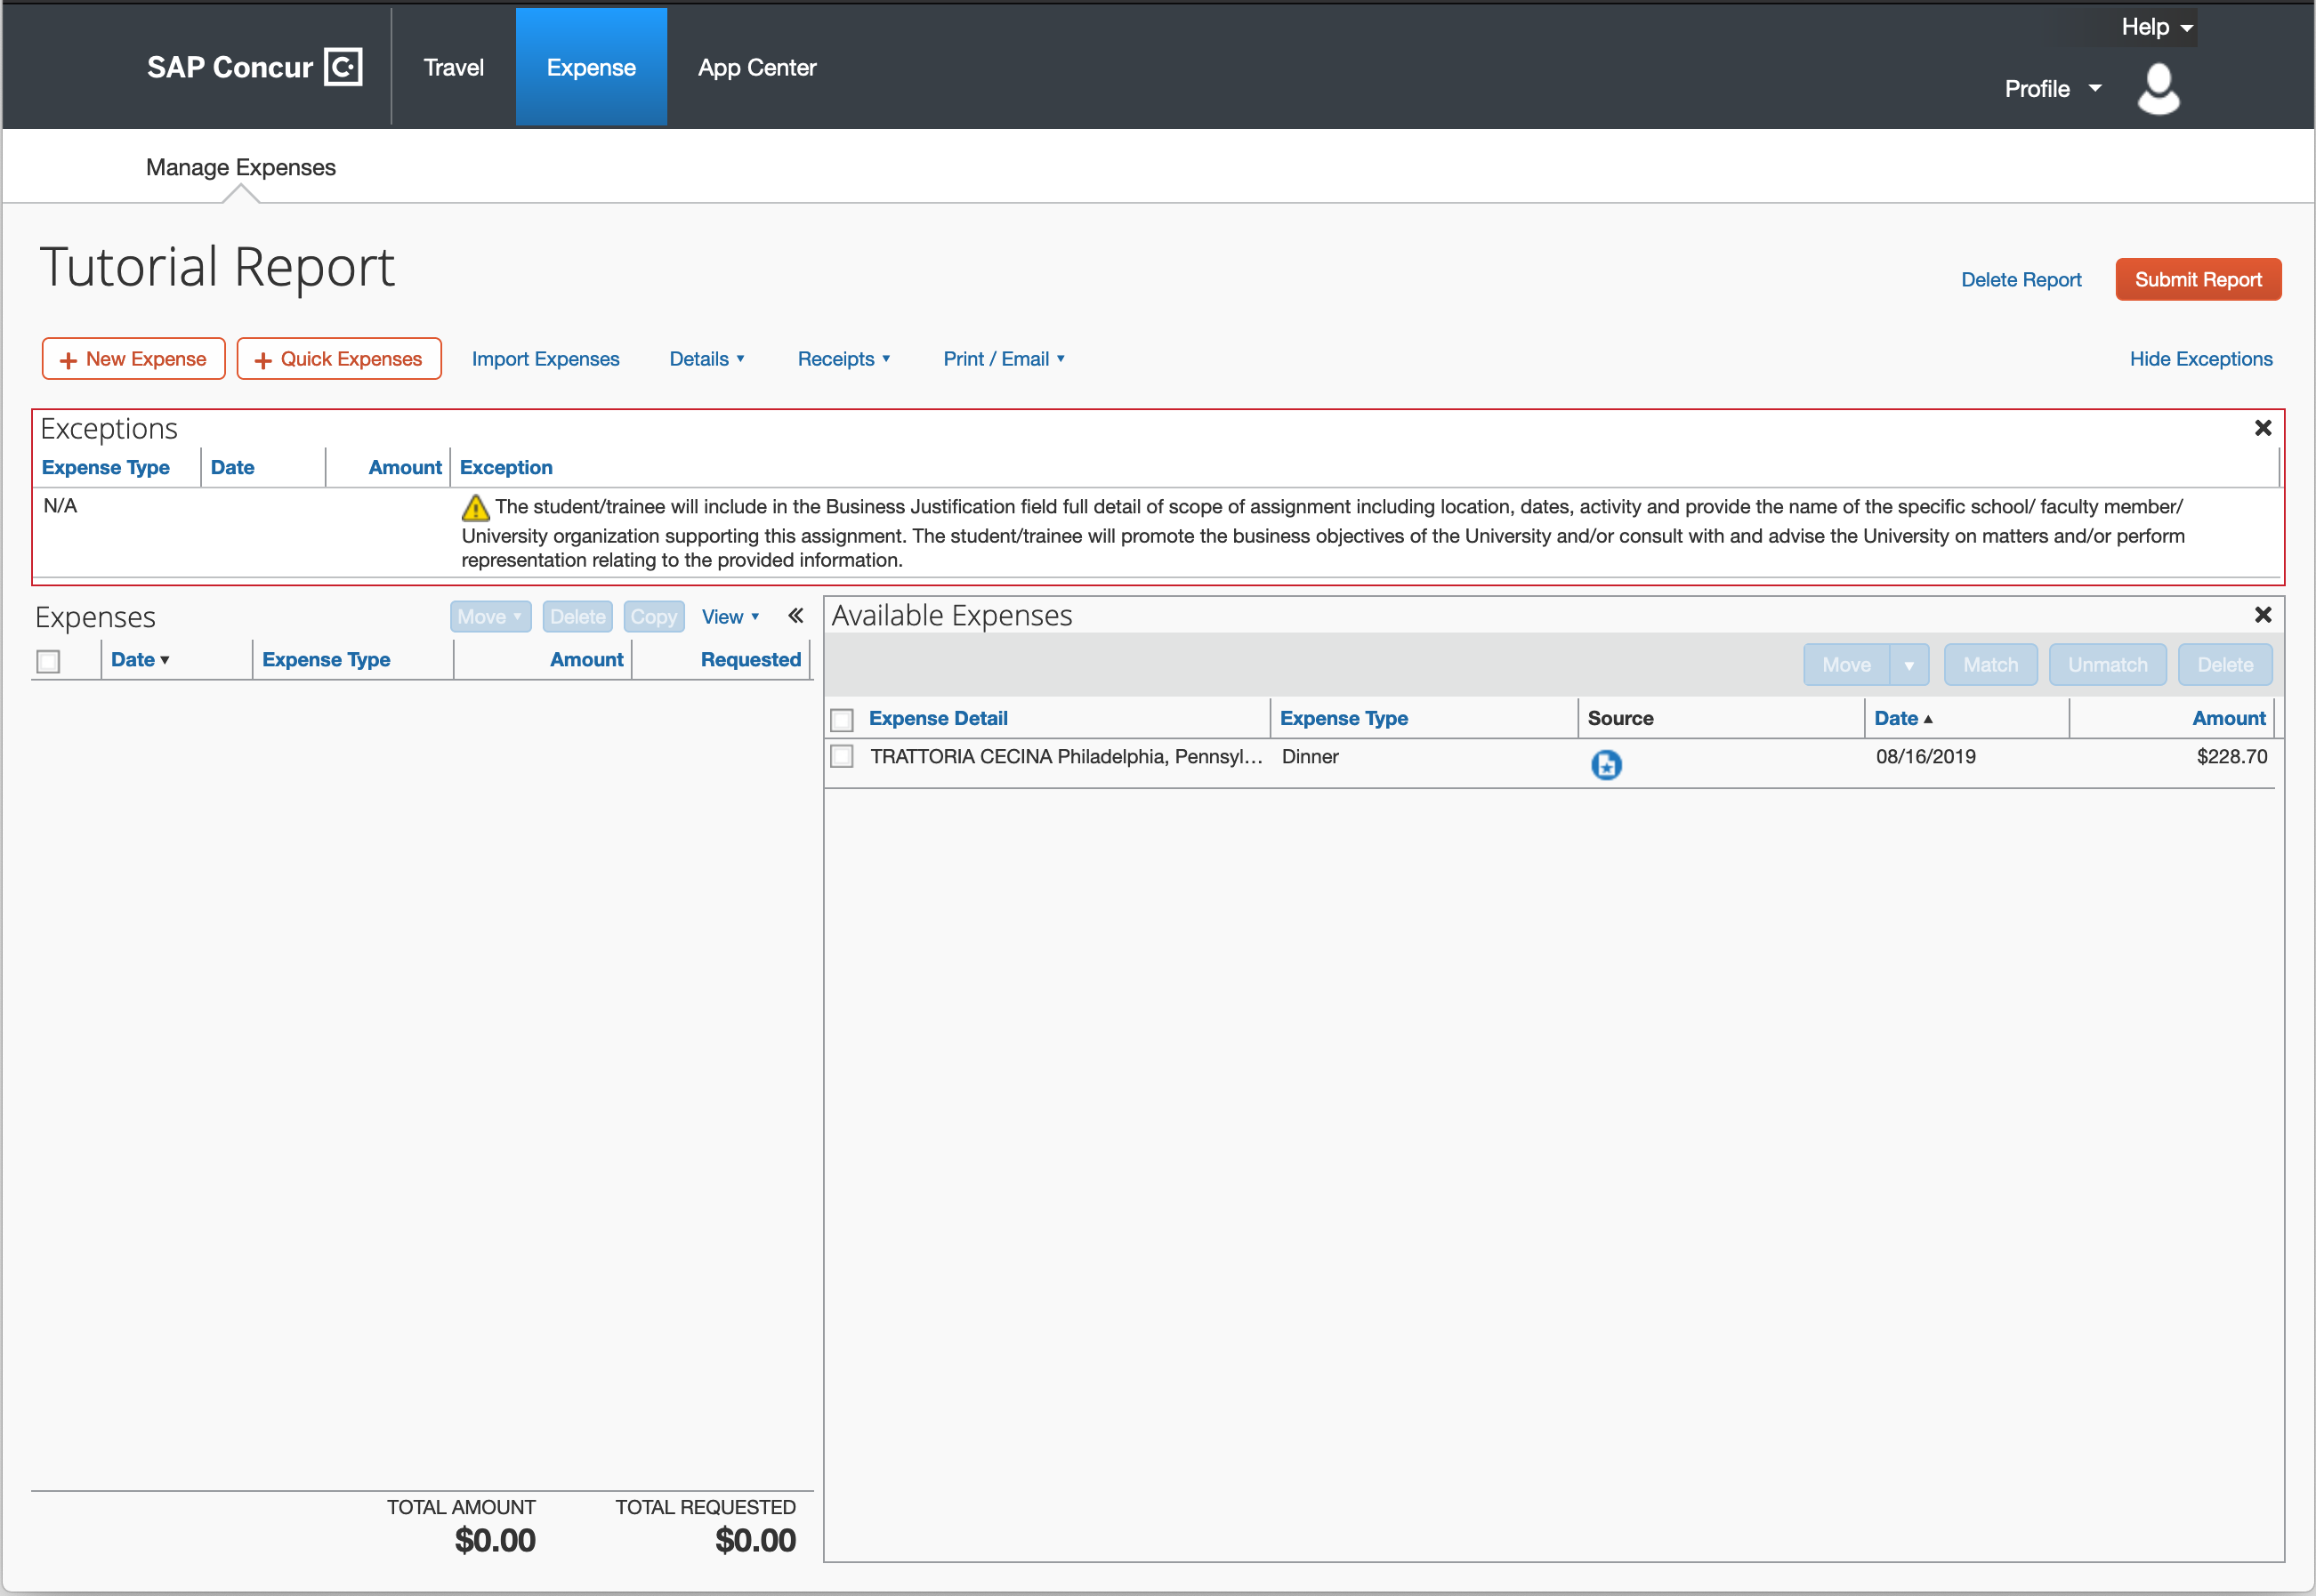 Help
SAP Concur
Travel
Expense
App Center
Profile
Manage Expenses
Tutorial Report
Delete Report
Submit Report
+ New Expense
+ Quick Expenses
Import Expenses
Details
Receipts
Print / Email
Hide Exceptions
Exceptions
Expense Type Date Amount Exception
N/A
The student/trainee will include in the Business Justification field full detail of scope of assignment including location, dates, activity and provide the name of the specific school/ faculty member/
University organization supporting this assignment. The student/trainee will promote the business objectives of the University and/or consult with and advise the University on matters and/or perform
representation relating to the provided information.
Expenses
Move
Delete
Copy
View
Date Expense Type Amount Requested
TOTAL AMOUNT TOTAL REQUESTED
$0.00 $0.00
Available Expenses
Move
Match
Unmatch
Delete
Expense Detail Expense Type Source Date Amount
TRATTORIA CECINA Philadelphia, Pennsyl... Dinner 08/16/2019 $228.70